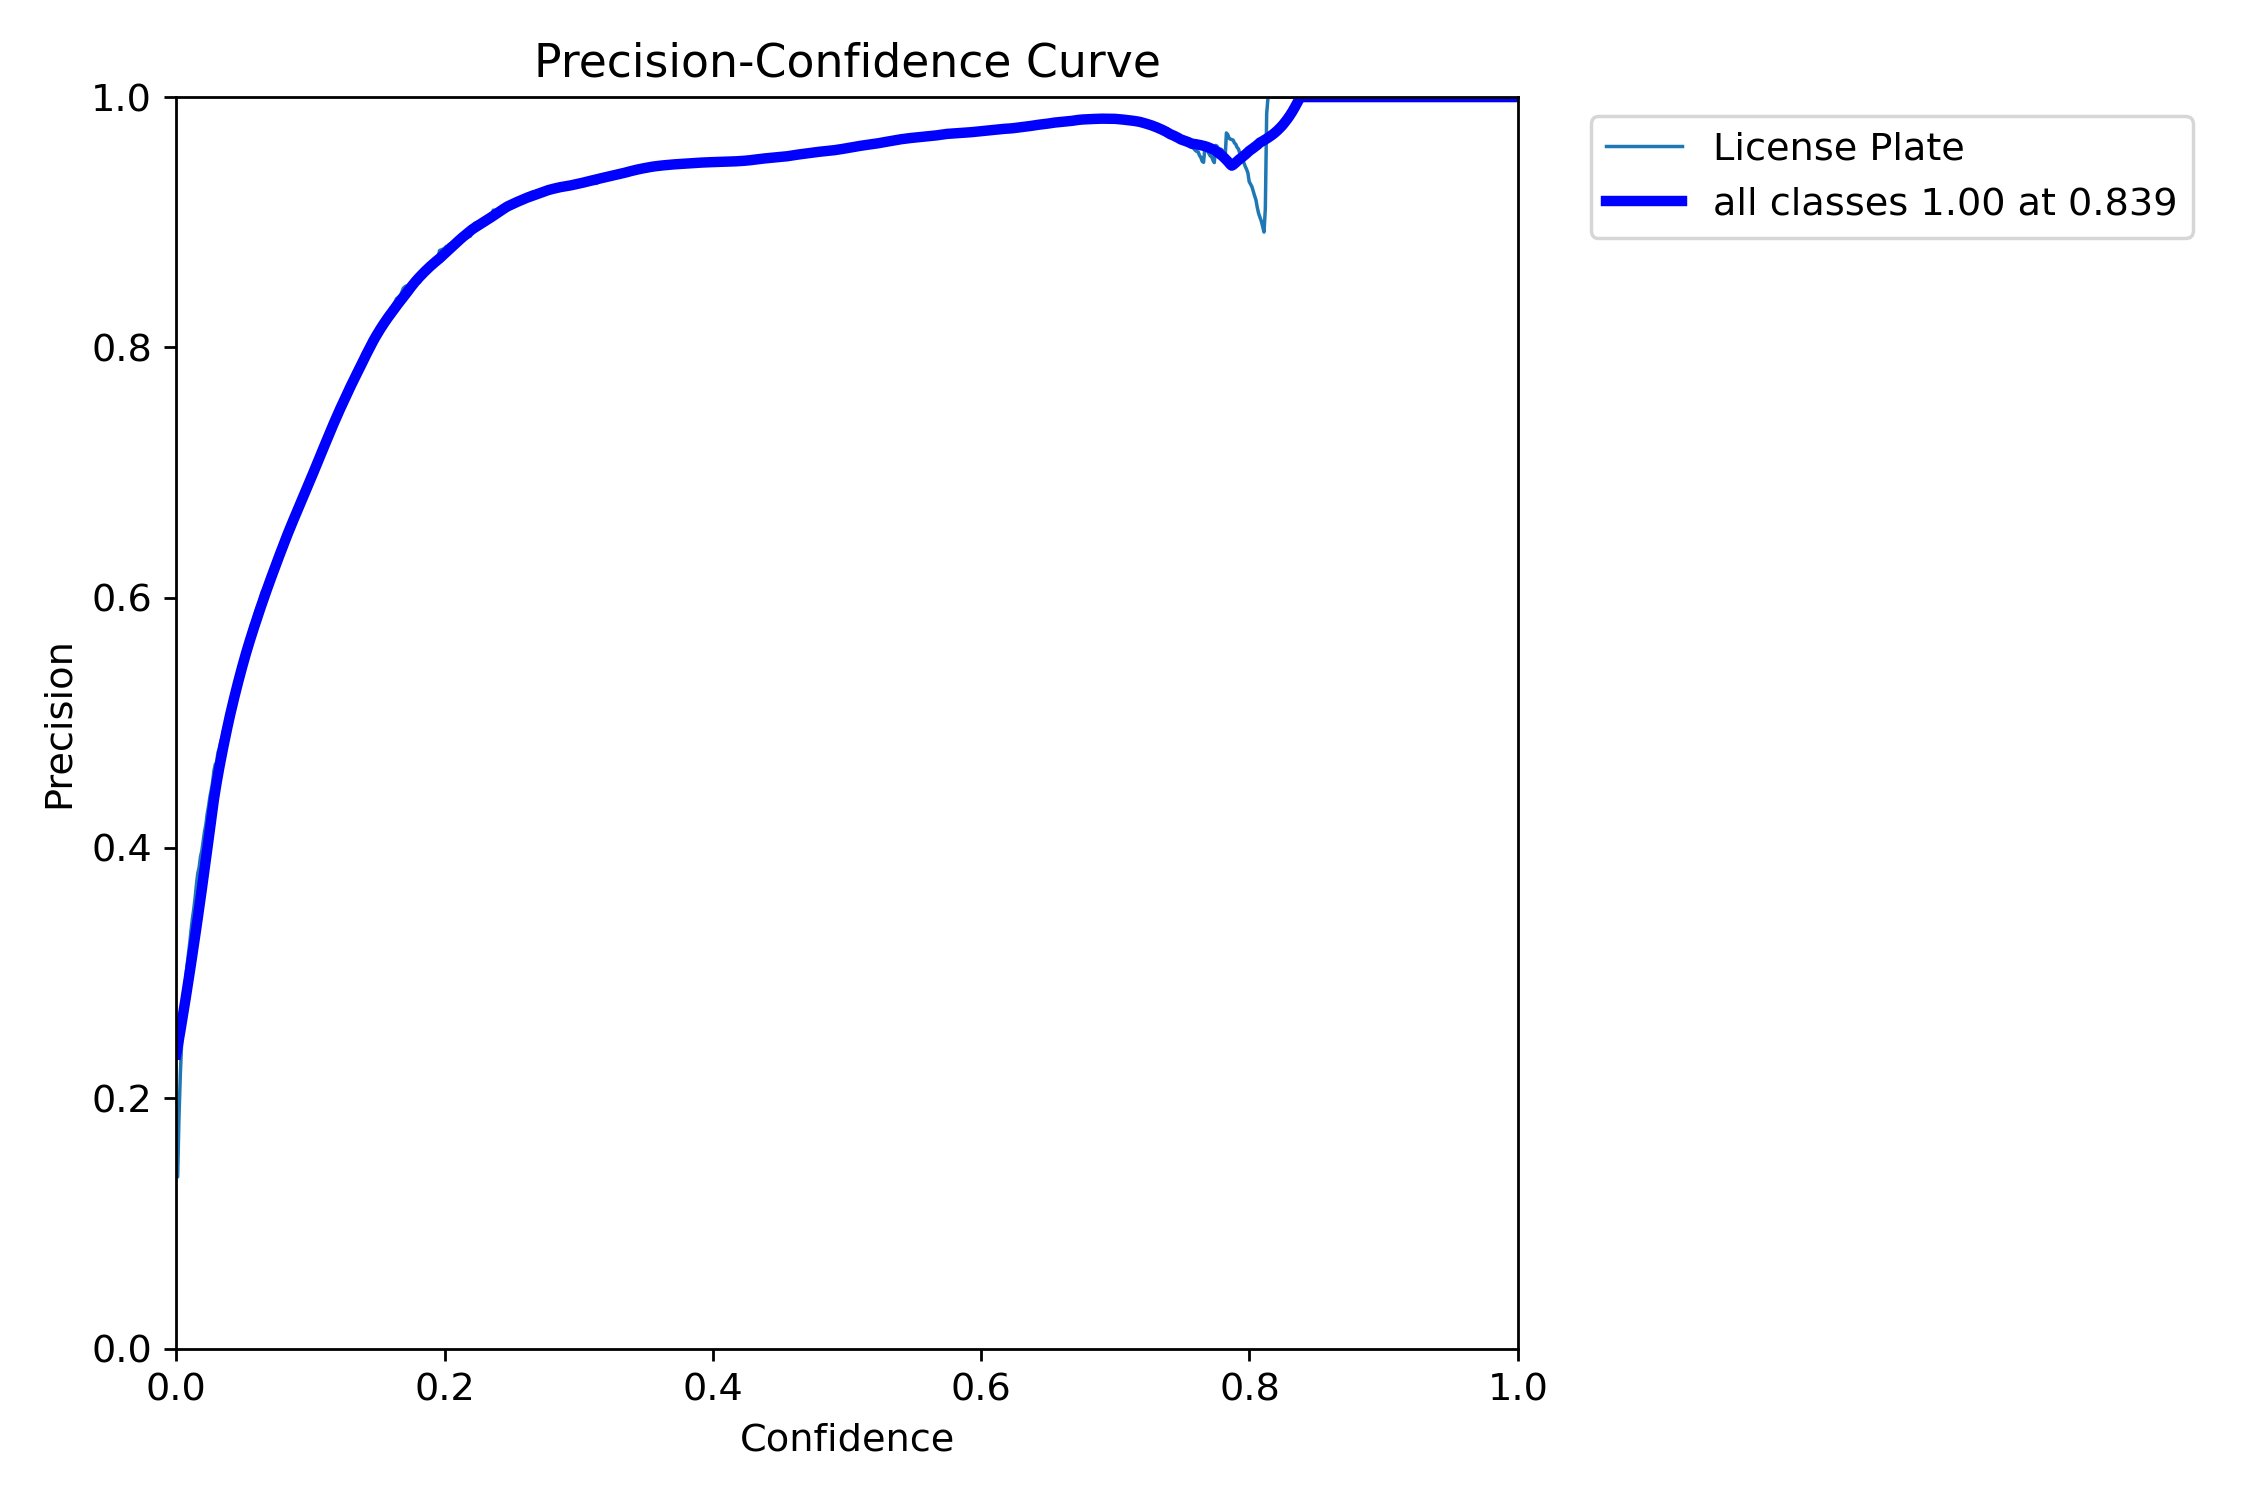 Precision-Confidence Curve
1.0
0.8
0.6
0.4
0.2
0.0
Precision
0.0 0.2 0.4 0.6 0.8 1.0
Confidence
License Plate
all classes 1.00 at 0.839